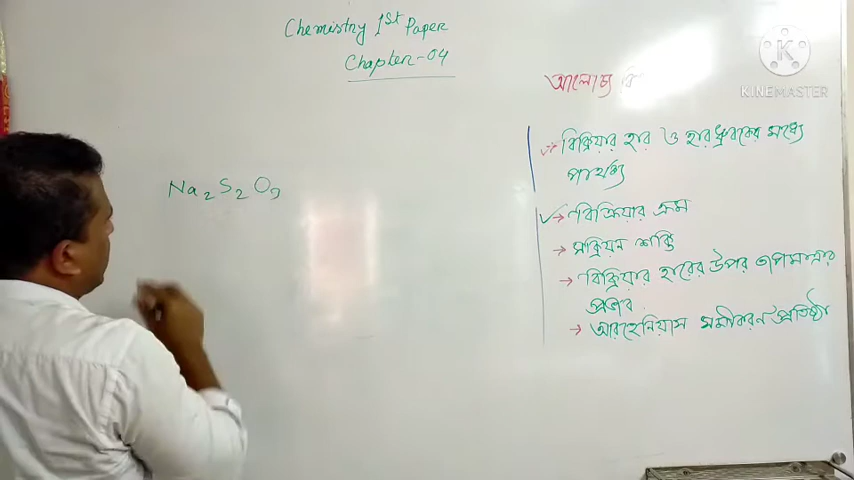 Chemistry 1st Paper
Chapter-04
আলোচ্য বি
Na2S2O
→ বিক্রিয়ার হার ও হার ধ্রুবকের মধ্যে
পার্থক্য
→ বিক্রিয়ার ক্রম
→ সক্রিয়ন শক্তি
→ বিক্রিয়ার হারের উপর তাপমাত্রার
প্রভাব
→ আরহেনিয়াস সমীকরণ প্রতিষ্ঠা
K
KINEMASTER